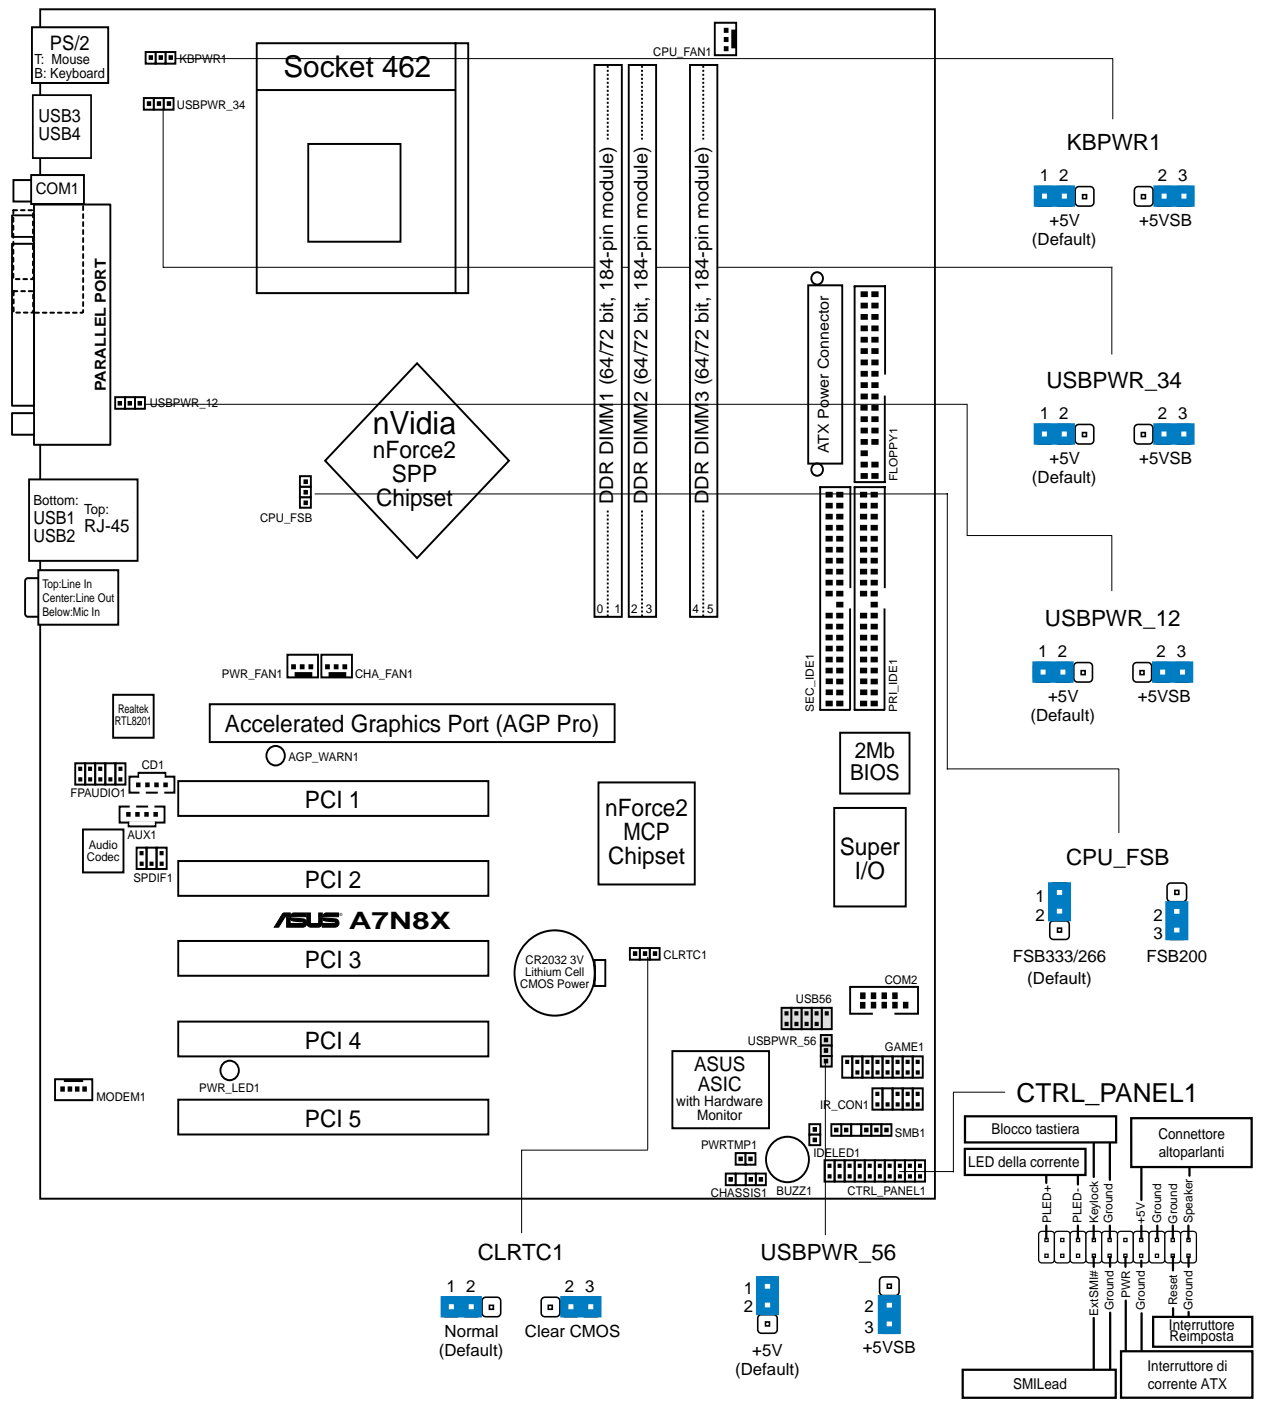 PS/2
T: Mouse
B: Keyboard
KBPWR1
USBPWR_34
USB3
USB4
COM1
PARALLEL PORT
USBPWR_12
Bottom:
USB1
USB2
Top:
RJ-45
Top:Line In
Center:Line Out
Below:Mic In
Socket 462
CPU_FAN1
nVidia
nForce2
SPP
Chipset
CPU_FSB
DDR DIMM1 (64/72 bit, 184-pin module)
DDR DIMM2 (64/72 bit, 184-pin module)
DDR DIMM3 (64/72 bit, 184-pin module)
0 1
2 3
4 5
ATX Power Connector
FLOPPY1
SEC_IDE1
PRI_IDE1
PWR_FAN1
CHA_FAN1
Realtek
RTL8201
Accelerated Graphics Port (AGP Pro)
AGP_WARN1
CD1
FPAUDIO1
AUX1
Audio
Codec
SPDIF1
PCI 1
PCI 2
ASUS A7N8X
PCI 3
PCI 4
PWR_LED1
MODEM1
PCI 5
nForce2
MCP
Chipset
2Mb
BIOS
Super
I/O
CR2032 3V
Lithium Cell
CMOS Power
CLRTC1
COM2
USB56
USBPWR_56
GAME1
ASUS
ASIC
with Hardware
Monitor
IR_CON1
SMB1
PWRTMP1
IDELED1
CHASSIS1
BUZZ1
CTRL_PANEL1
KBPWR1
1 2
2 3
+5V
(Default)
+5VSB
USBPWR_34
1 2
2 3
+5V
(Default)
+5VSB
USBPWR_12
1 2
2 3
+5V
(Default)
+5VSB
CPU_FSB
1
2
2
3
FSB333/266
(Default)
FSB200
CTRL_PANEL1
Blocco tastiera
Connettore
altoparlanti
LED della corrente
PLED+
PLED-
Keylock
Ground
+5V
Ground
Ground
Speaker
ExtSMI#
Ground
PWR
Ground
Reset
Ground
Interruttore
Reimposta
SMILead
Interruttore di
corrente ATX
CLRTC1
1 2
2 3
Normal
(Default)
Clear CMOS
USBPWR_56
1
2
2
3
+5V
(Default)
+5VSB